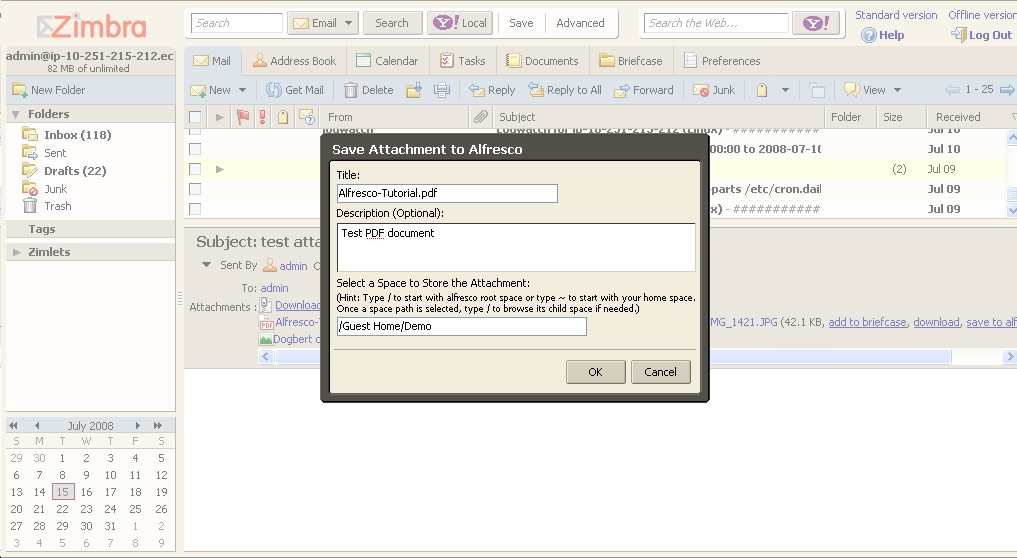 Zimbra
Search Email Search Y! Local Save Advanced Search the Web... Y!
Standard version Offline version
Help Log Out
admin@ip-10-251-215-212.ec
82 MB of unlimited
Mail Address Book Calendar Tasks Documents Briefcase Preferences
New Folder
New Get Mail Delete Reply Reply to All Forward Junk View 1 - 25
Folders
From Subject Folder Size Received
Inbox (118)
Sent
Drafts (22)
Junk
Trash
Tags
Zimlets
logwatch Logwatch for ip-10-251-215-212 (Linux) - ########### Jul 10
00:00 to 2008-07-10 Jul 10
(2) Jul 09
-parts /etc/cron.dail Jul 09
x) - ########### Jul 09
Subject: test atta
Sent By admin
To: admin
Attachments : Download
Alfresco-T MG_1421.JPG (42.1 KB, add to briefcase, download, save to alf
Dogbert
Save Attachment to Alfresco
Title:
Alfresco-Tutorial.pdf
Description (Optional):
Test PDF document
Select a Space to Store the Attachment:
(Hint: Type / to start with alfresco root space or type ~ to start with your home space.
Once a space path is selected, type / to browse its child space if needed.)
/Guest Home/Demo
OK Cancel
July 2008
S M T W T F S
29 30 1 2 3 4 5
6 7 8 9 10 11 12
13 14 15 16 17 18 19
20 21 22 23 24 25 26
27 28 29 30 31 1 2
3 4 5 6 7 8 9